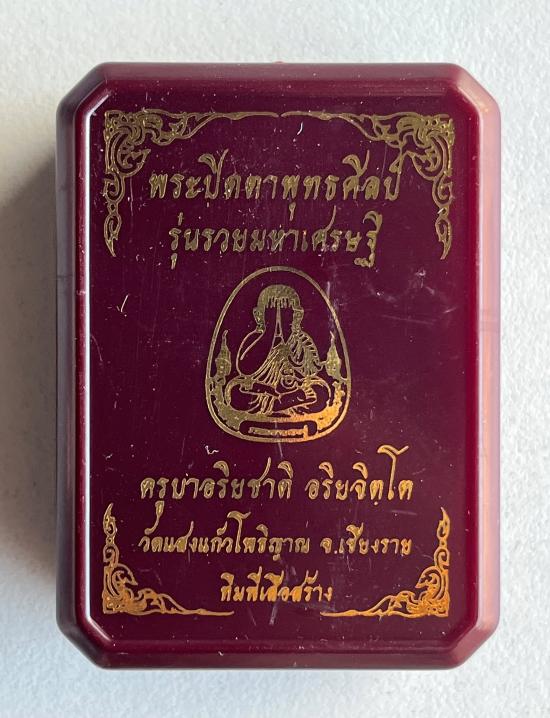 พระปิดตาพุทธศิลป์
รุ่นรวยมหาเศรษฐี
ครูบาอริยชาติ อริยจิตฺโต
วัดแสงแก้วโพธิญาณ จ.เชียงราย
ทีมพี่เสือสร้าง